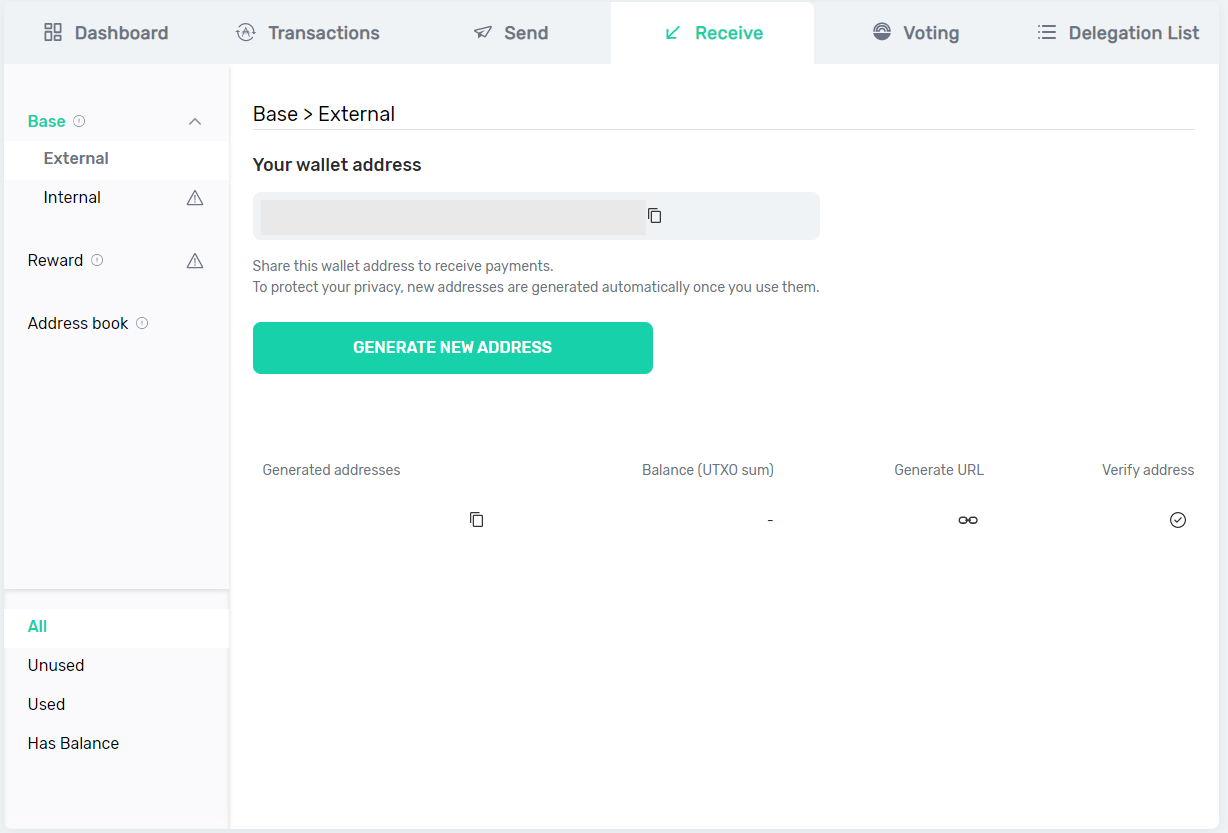 Dashboard
Transactions
Send
Receive
Voting
Delegation List
Base
External
Internal
Reward
Address book
All
Unused
Used
Has Balance
Base > External
Your wallet address
Share this wallet address to receive payments.
To protect your privacy, new addresses are generated automatically once you use them.
GENERATE NEW ADDRESS
Generated addresses
Balance (UTXO sum)
Generate URL
Verify address
-